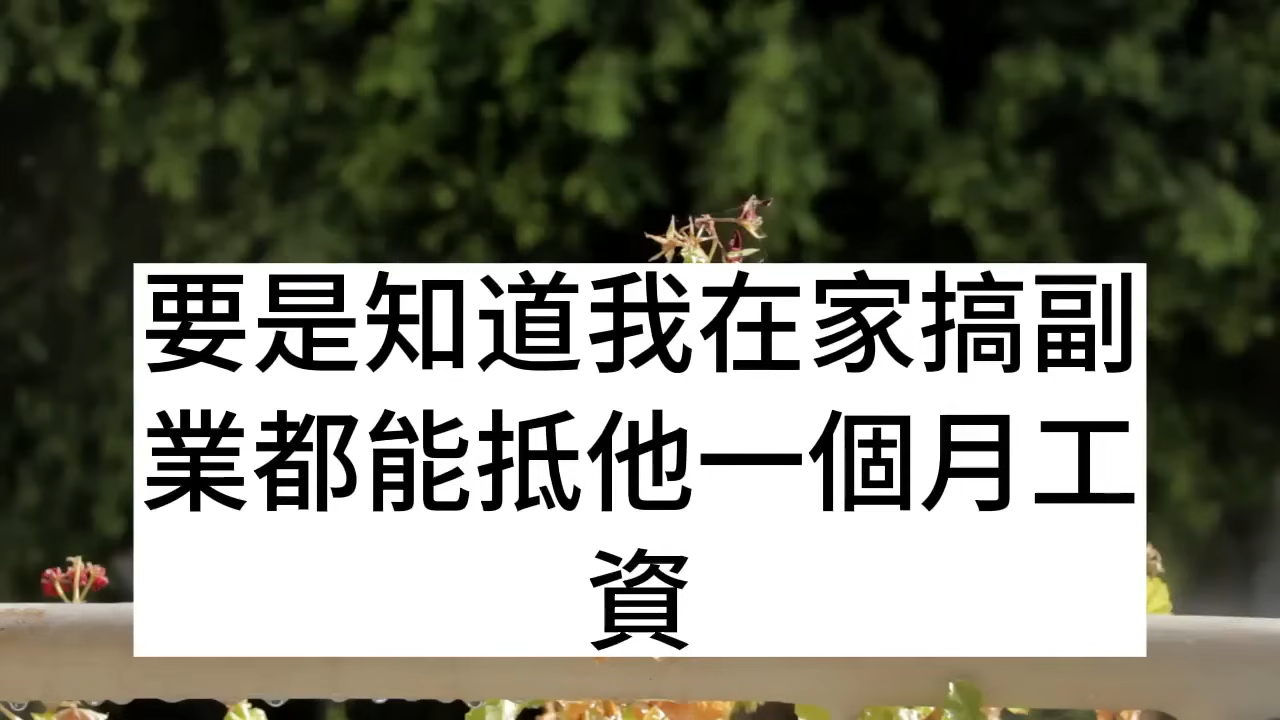 要是知道我在家搞副
業都能抵他一個月工
資